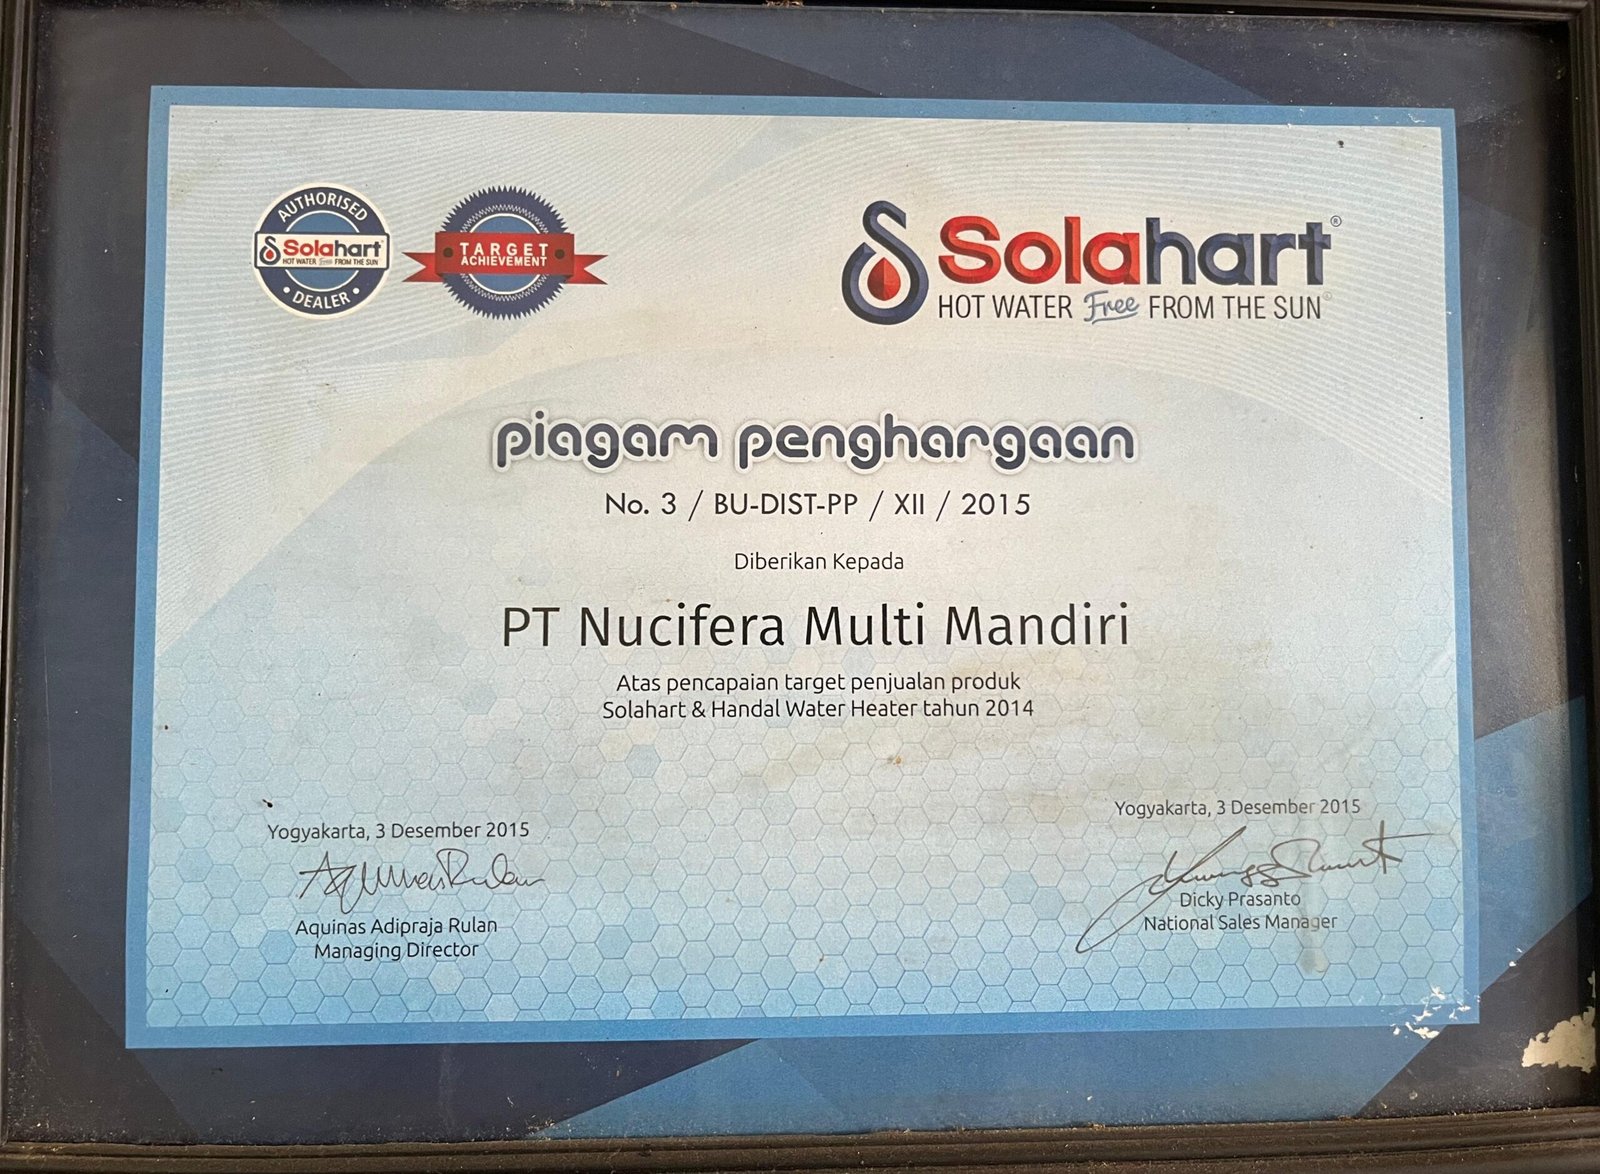 AUTHORISED
Solahart
HOT WATER Free FROM THE SUN
• DEALER •
TARGET
ACHIEVEMENT
Solahart®
HOT WATER Free FROM THE SUN©
piagam penghargaan
No. 3 / BU-DIST-PP / XII / 2015
Diberikan Kepada
PT Nucifera Multi Mandiri
Atas pencapaian target penjualan produk
Solahart & Handal Water Heater tahun 2014
Yogyakarta, 3 Desember 2015
Aquinas Adipraja Rulan
Managing Director
Yogyakarta, 3 Desember 2015
Dicky Prasanto
National Sales Manager